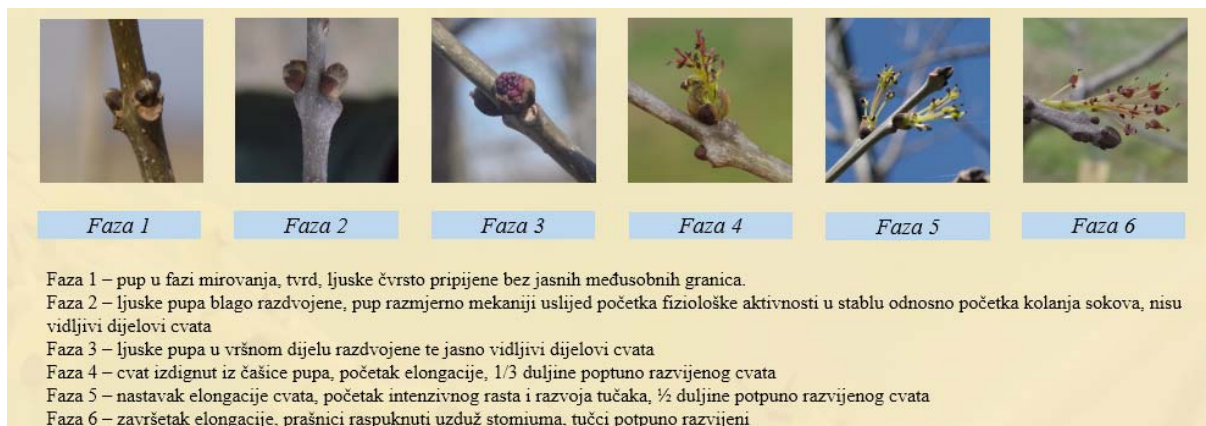 Faza 1
Faza 2
Faza 3
Faza 4
Faza 5
Faza 6
Faza 1 – pup u fazi mirovanja, tvrd, ljuske čvrsto pripijene bez jasnih međusobnih granica.
Faza 2 – ljuske pupa blago razdvojene, pup razmjerno mekaniji uslijed početka fiziološke aktivnosti u stablu odnosno početka kolanja sokova, nisu
vidljivi dijelovi cvata
Faza 3 – ljuske pupa u vršnom dijelu razdvojene te jasno vidljivi dijelovi cvata
Faza 4 – cvat izdignut iz čašice pupa, početak elongacije, 1/3 duljine poptuno razvijenog cvata
Faza 5 – nastavak elongacije cvata, početak intenzivnog rasta i razvoja tučaka, ½ duljine potpuno razvijenog cvata
Faza 6 – završetak elongacije, prašnici raspuknuti uzduž stomiuma, tučci potpuno razvijeni